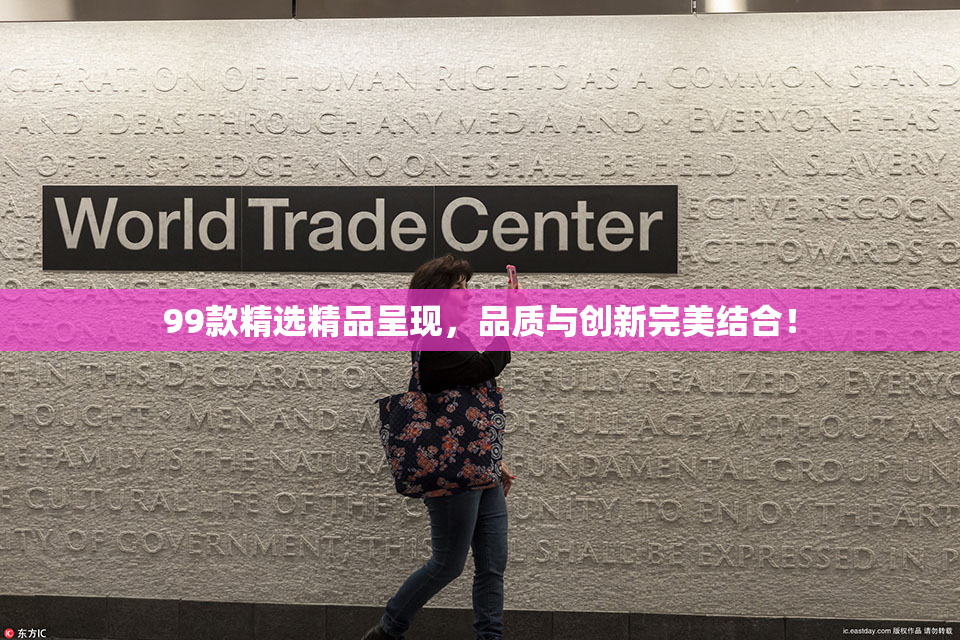 CLARATION OF HUMAN RIGHTS AS A COMMON STAND
AND IDEAS THROUGH ANY MEDIA AND EVERYONE HAS
N OF THIS PLEDGE NO ONE SHALL BE HELD IN SLAVERY
World Trade Center
ECTIVE RECOGN
ACT TOWARDS O
99款精选精品呈现，品质与创新完美结合！
H IN THIS DECLARATION FULLY REALIZED EVERYO
HOUGHT MEN AND OF FULL AGE, WITHO
E FAMILY IS THE NATURA FUNDAMENTAL GROUP
E CULTURAL LIFE OF THE C UNITY, TO ENJOY THE ART
ITY OF GOVERNMENT; THIS SHALL BE EXPRESSED IN P
东方IC
ic.eastday.com 版权作品 请勿转载